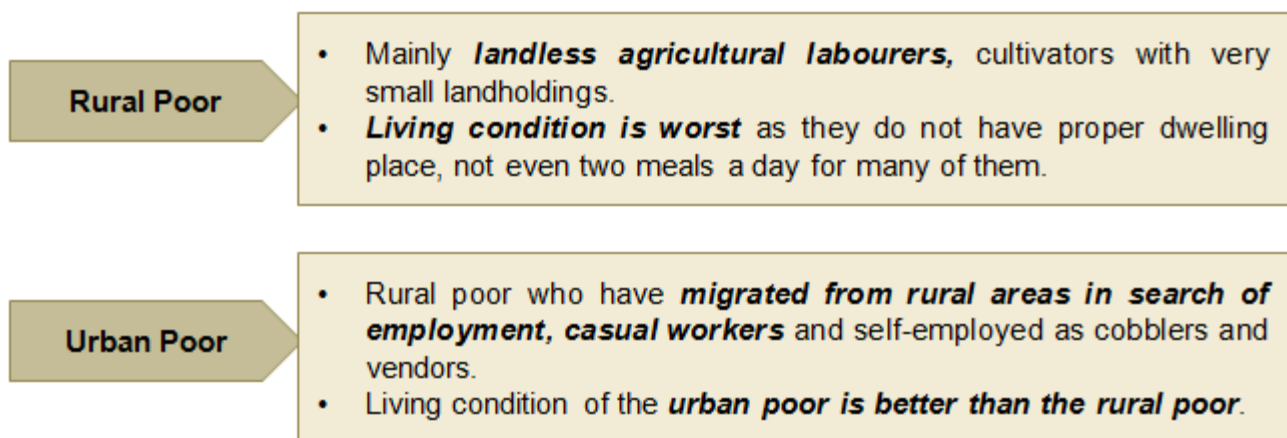 Rural Poor
• Mainly landless agricultural labourers, cultivators with very
small landholdings.
• Living condition is worst as they do not have proper dwelling
place, not even two meals a day for many of them.
Urban Poor
• Rural poor who have migrated from rural areas in search of
employment, casual workers and self-employed as cobblers and
vendors.
• Living condition of the urban poor is better than the rural poor.